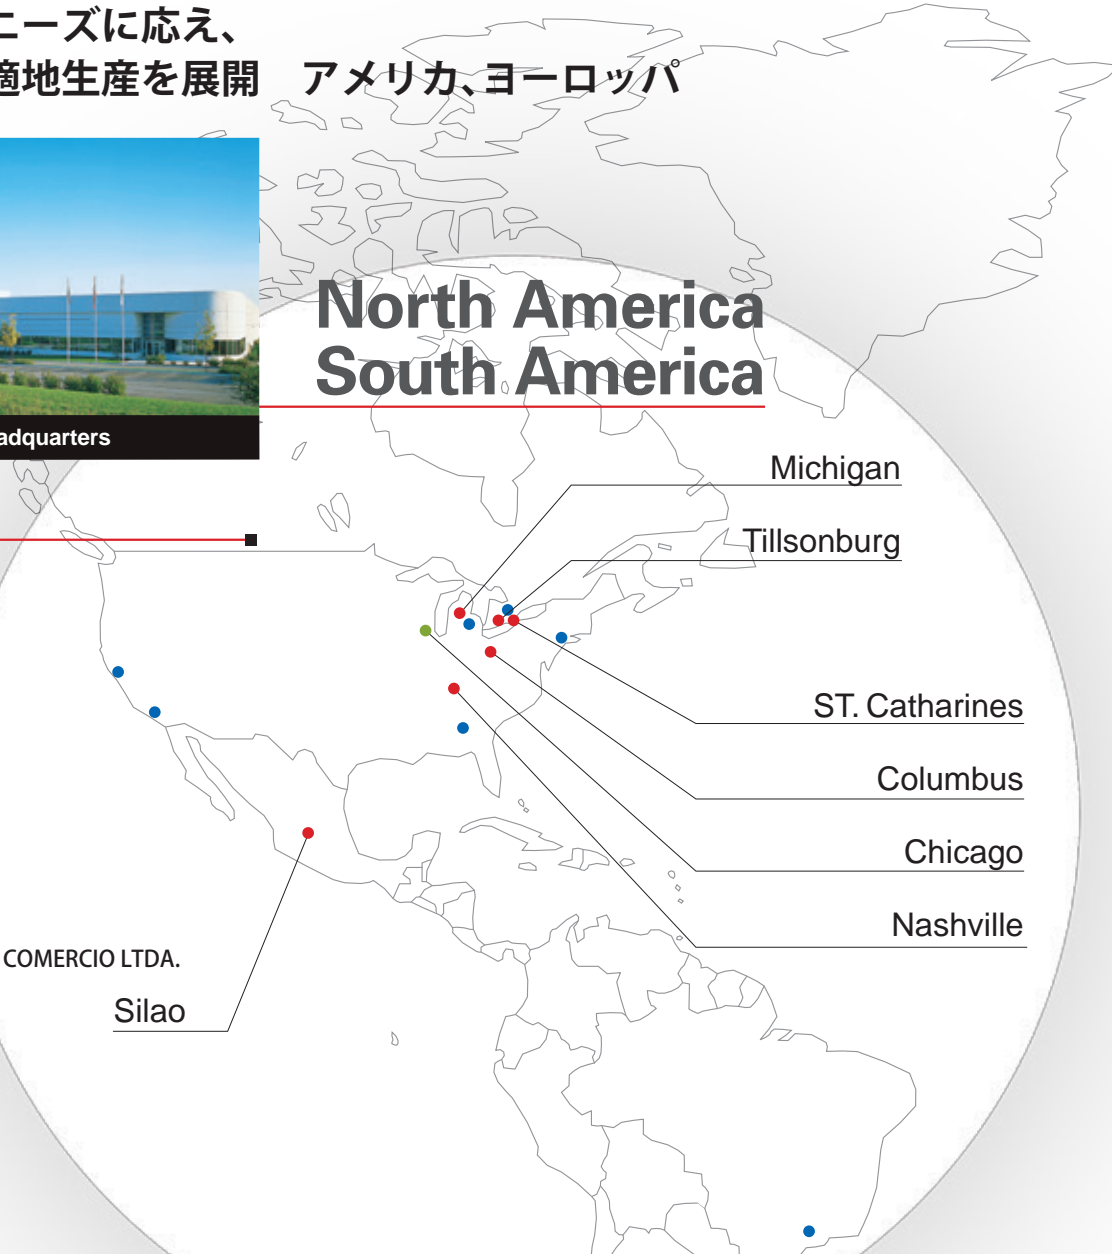 ニーズに応え、
適地生産を展開　アメリカ、ヨーロッパ
North America
South America
adquarters
Michigan
Tillsonburg
ST. Catharines
Columbus
Chicago
Nashville
COMERCIO LTDA.
Silao